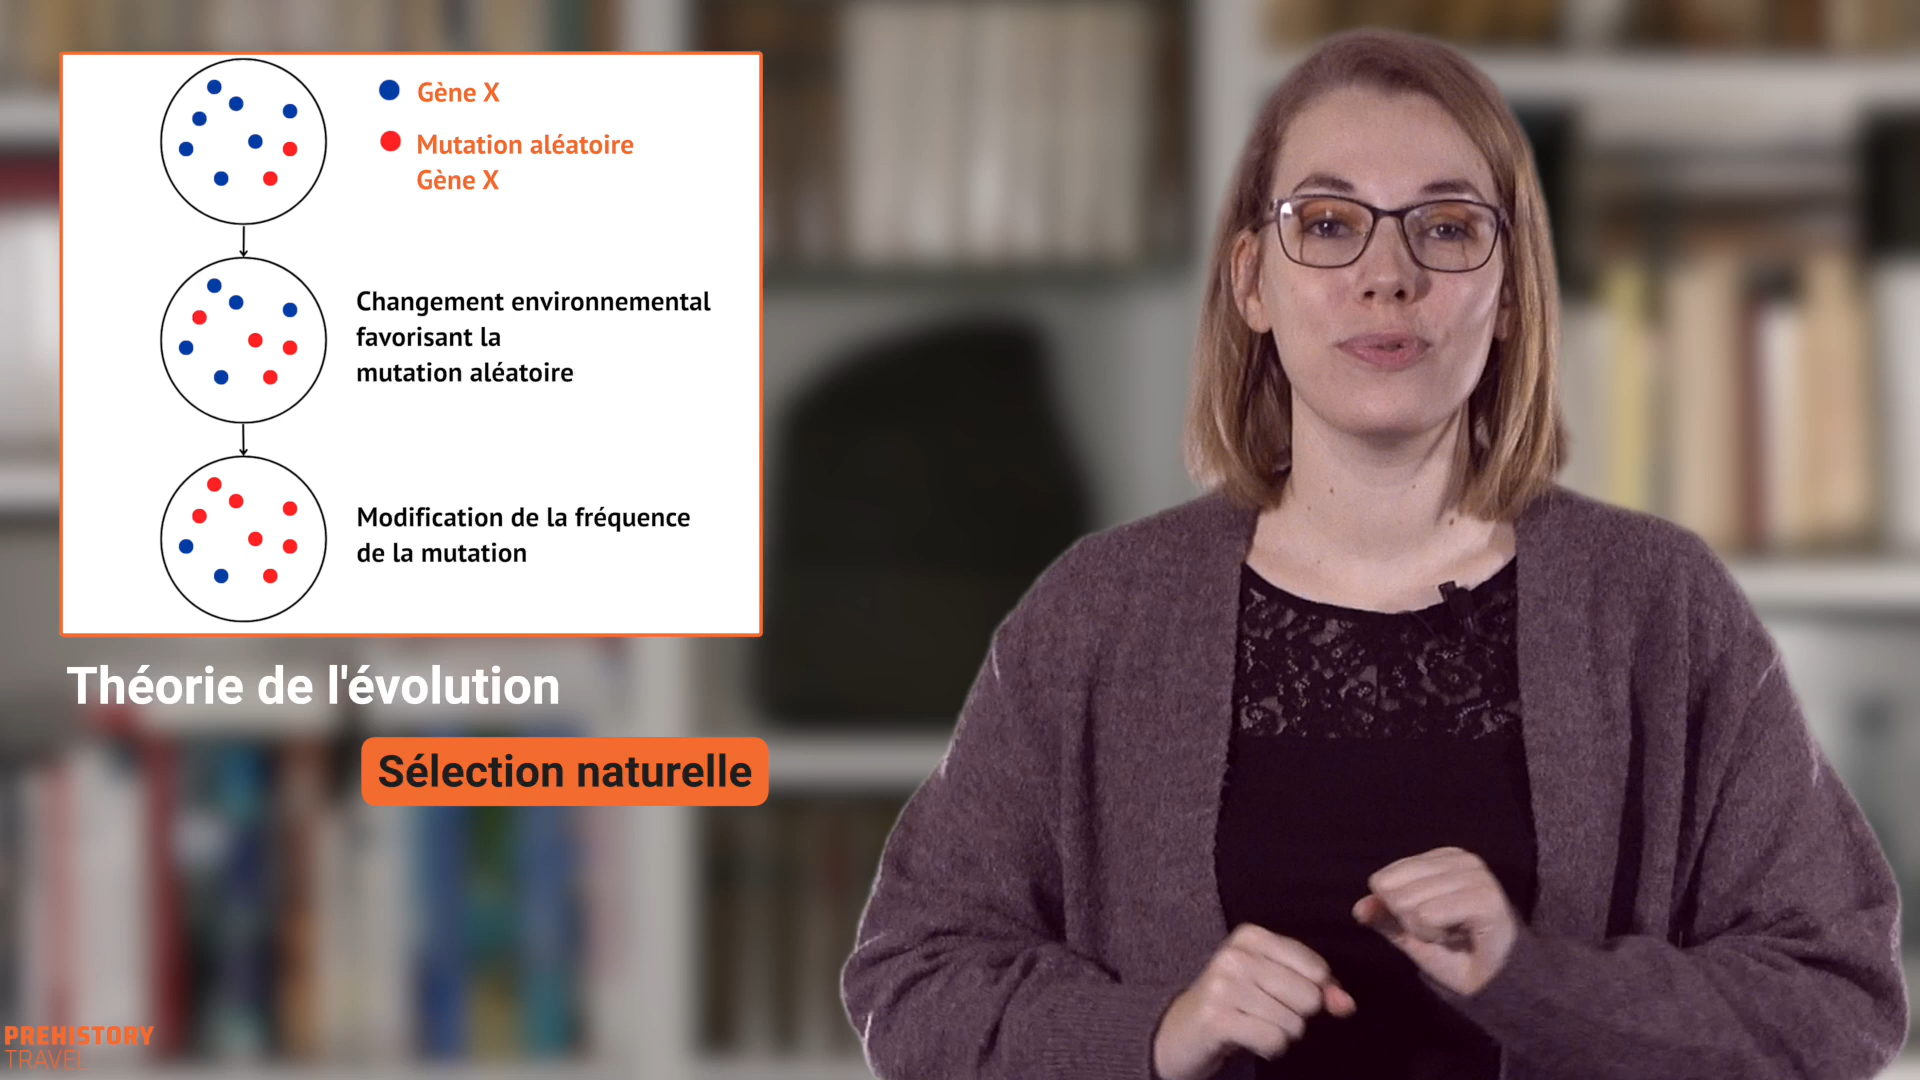 Gène X
Mutation aléatoire
Gène X
Changement environnemental
favorisant la
mutation aléatoire
Modification de la fréquence
de la mutation
Théorie de l'évolution
Sélection naturelle
PREHISTORY
TRAVEL